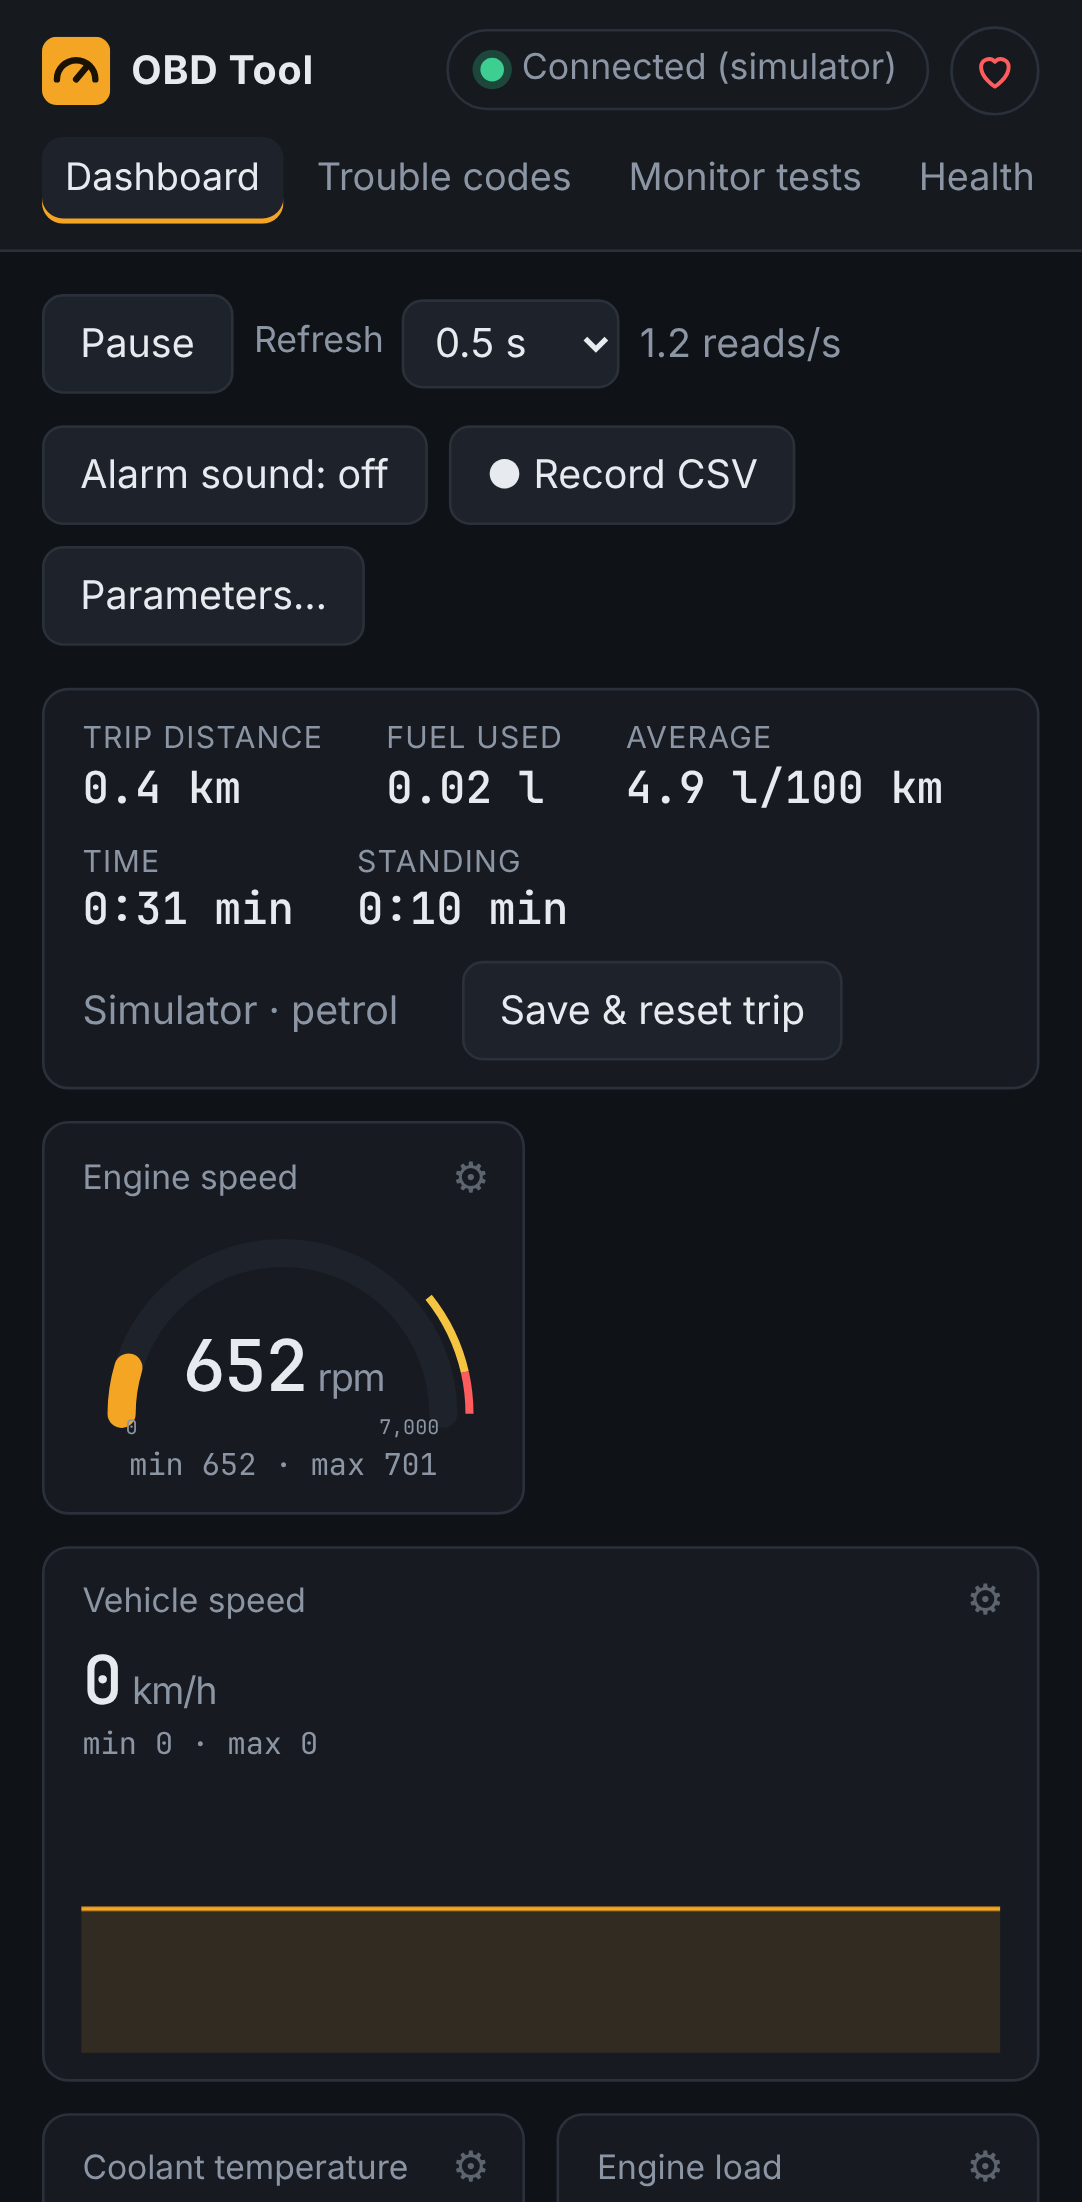 OBD Tool
Connected (simulator)
Dashboard Trouble codes Monitor tests Health
Pause Refresh 0.5 s 1.2 reads/s
Alarm sound: off Record CSV
Parameters...
TRIP DISTANCE FUEL USED AVERAGE
0.4 km 0.02 l 4.9 l/100 km
TIME STANDING
0:31 min 0:10 min
Simulator · petrol Save & reset trip
Engine speed
652 rpm
0 7,000
min 652 · max 701
Vehicle speed
0 km/h
min 0 · max 0
Coolant temperature Engine load